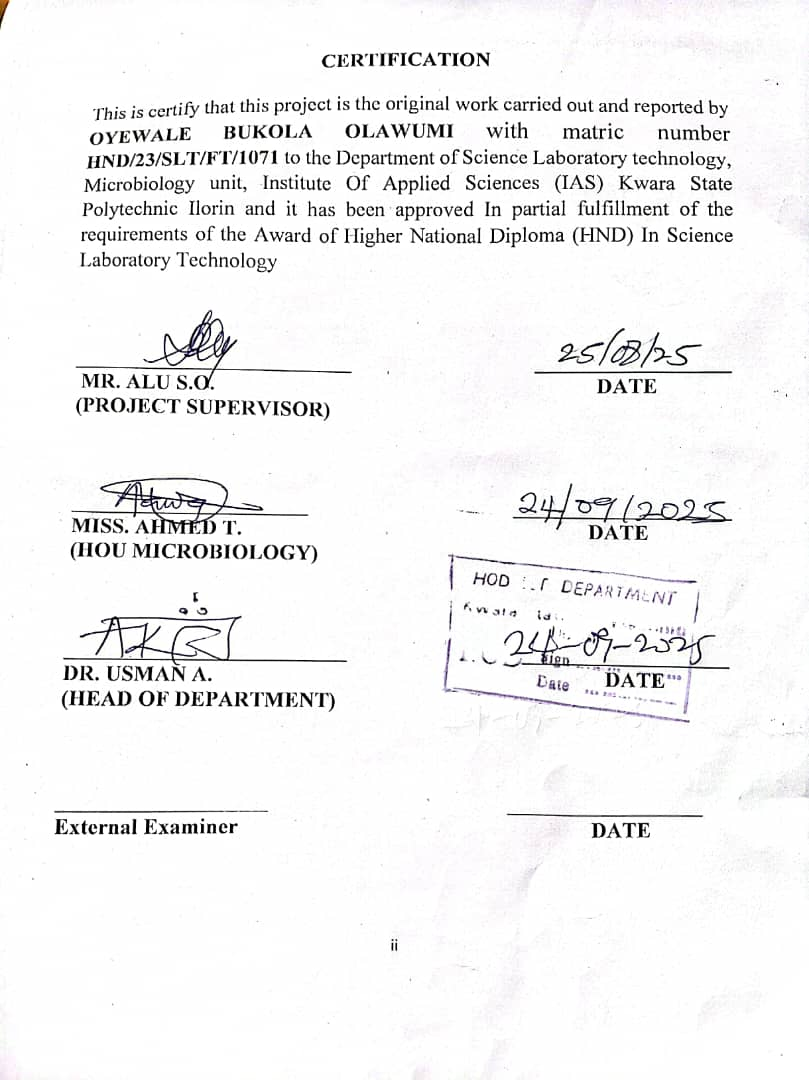 CERTIFICATION
This is certify that this project is the original work carried out and reported by
OYEWALE BUKOLA OLAWUMI with matric number
HND/23/SLT/FT/1071 to the Department of Science Laboratory technology,
Microbiology unit, Institute Of Applied Sciences (IAS) Kwara State
Polytechnic Ilorin and it has been approved In partial fulfillment of the
requirements of the Award of Higher National Diploma (HND) In Science
Laboratory Technology
25/08/25
MR. ALU S.O. DATE
(PROJECT SUPERVISOR)
24/09/2025
MISS. AHMED T. DATE
(HOU MICROBIOLOGY)
HOD DEPARTMENT
24-09-2025
Sign
DR. USMAN A. Date DATE
(HEAD OF DEPARTMENT)
External Examiner DATE
ii